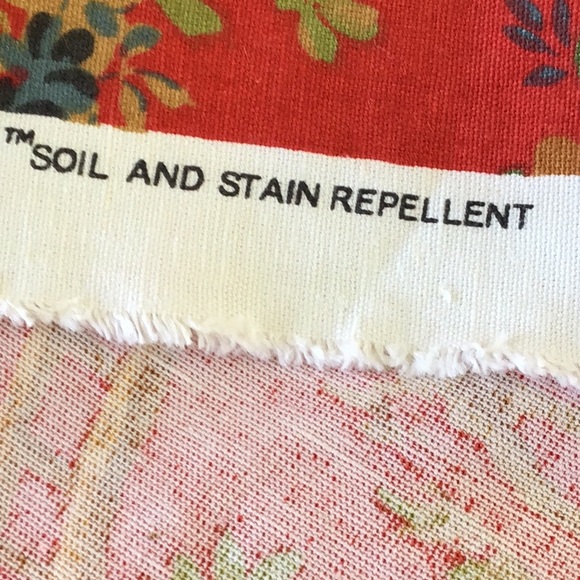 ™SOIL AND STAIN REPELLENT